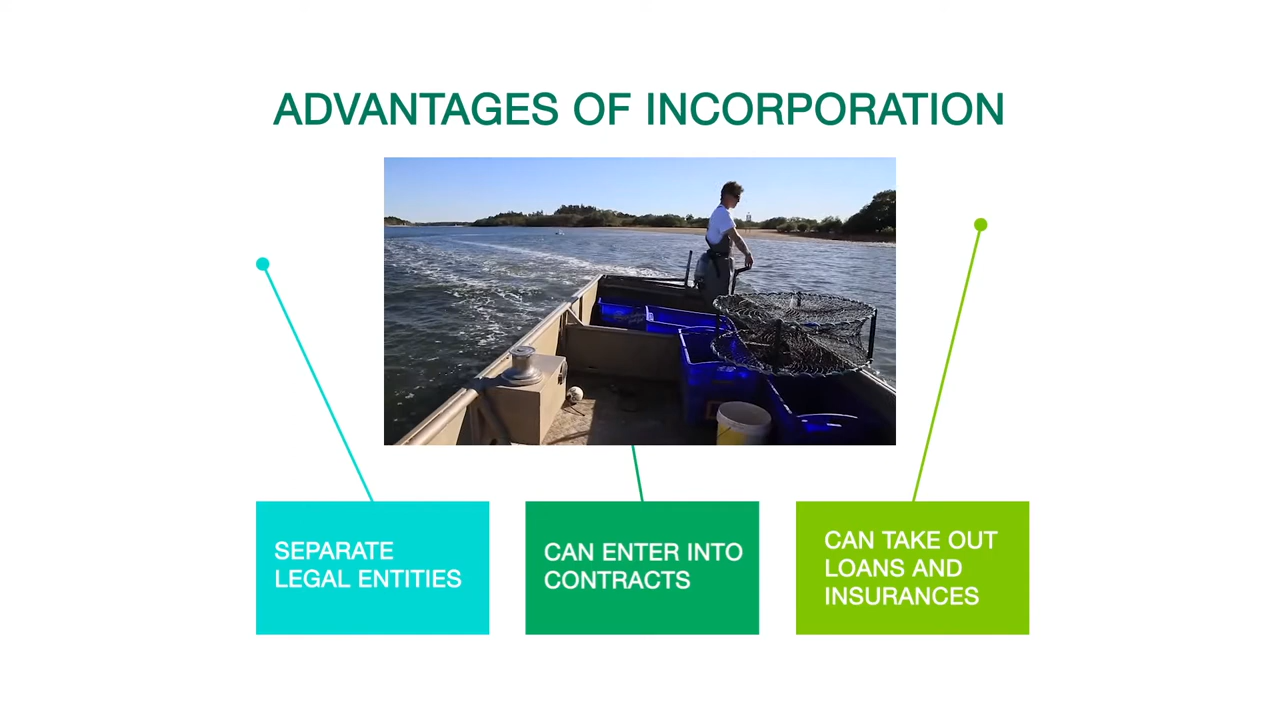 ADVANTAGES OF INCORPORATION
SEPARATE
LEGAL ENTITIES
CAN ENTER INTO
CONTRACTS
CAN TAKE OUT
LOANS AND
INSURANCES